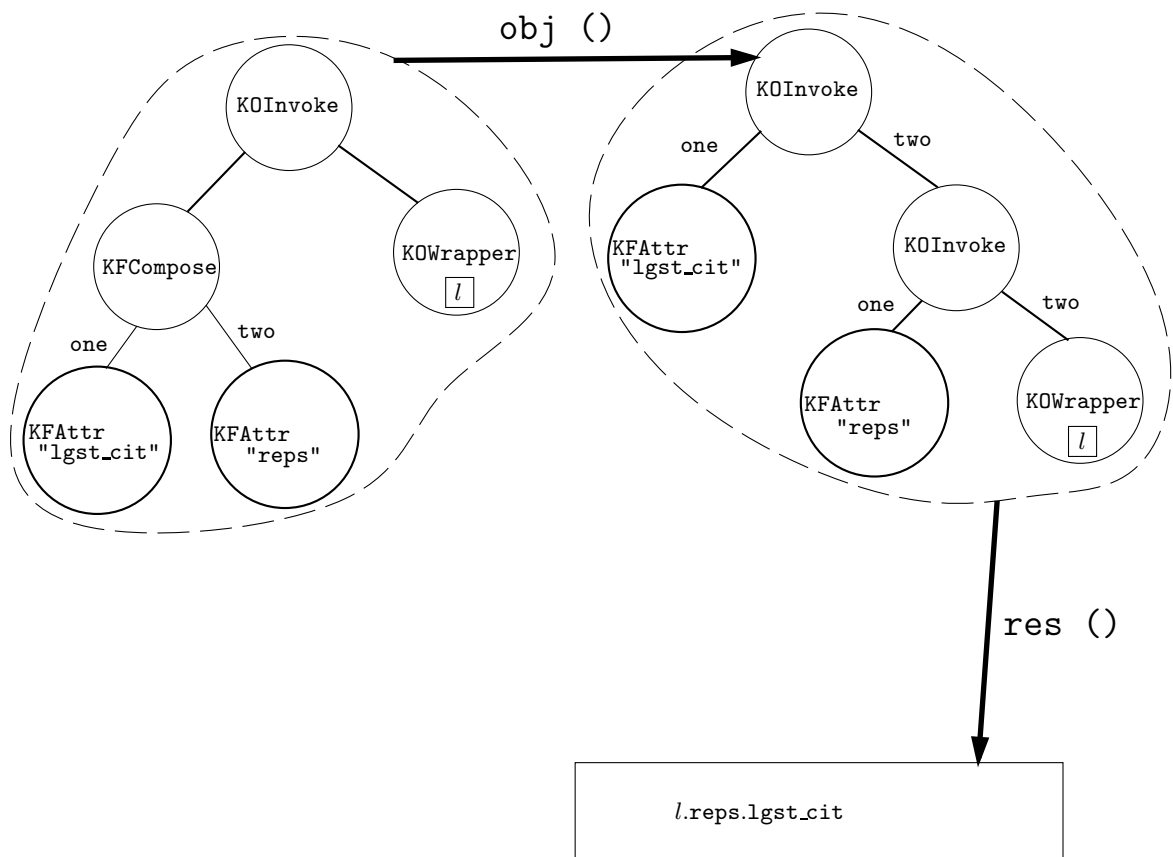 obj ()
KOInvoke
KFCompose
KOWrapper
l
one
two
KFAttr
"lgst_cit"
KFAttr
"reps"
KOInvoke
one
two
KFAttr
"lgst_cit"
KOInvoke
one
two
KFAttr
"reps"
KOWrapper
l
res ()
l.reps.lgst_cit